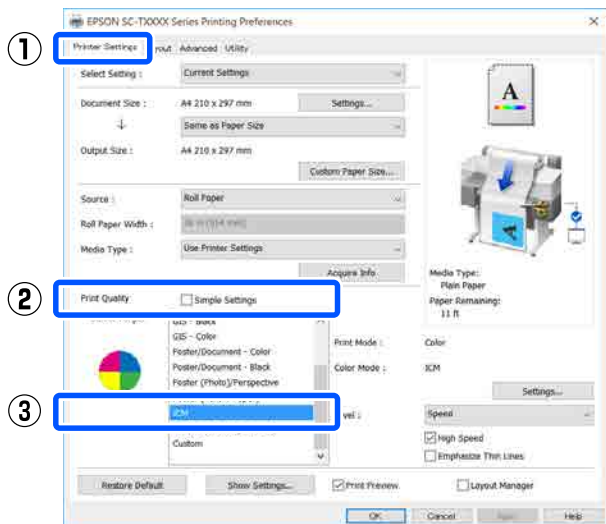 EPSON SC-TXXXX Series Printing Preferences
1
Printer Settings yout Advanced Utility
Select Setting : Current Settings
Document Size : A4 210 x 297 mm Settings...
Same as Paper Size
Output Size : A4 210 x 297 mm
Custom Paper Size...
A
Source : Roll Paper
Roll Paper Width :
Media Type : Use Printer Settings
Acquire Info
Media Type:
Plain Paper
Paper Remaining:
11 ft
2
Print Quality Simple Settings
GIS - Black
GIS - Color
Poster/Document - Color
Poster/Document - Black
Poster (Photo)/Perspective
Print Mode : Color
Color Mode : ICM
Settings...
3
ICM
vel : Speed
Custom
High Speed
Emphasize Thin Lines
Restore Default Show Settings... Print Preview Layout Manager
OK Cancel Help